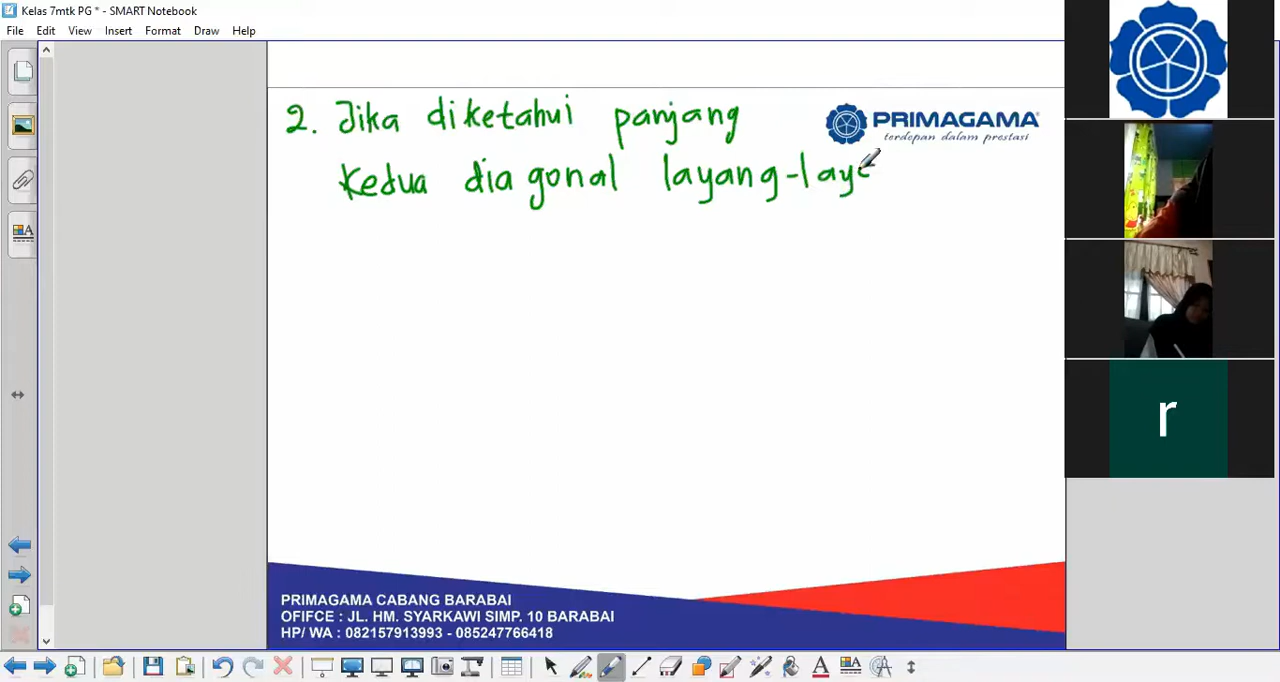 Kelas 7mtk PG * - SMART Notebook
File Edit View Insert Format Draw Help
2. Jika diketahui panjang
PRIMAGAMA
terdepan dalam prestasi
Kedua diagonal layang-laya
r
PRIMAGAMA CABANG BARABAI
OFIFCE : JL. HM. SYARKAWI SIMP. 10 BARABAI
HP/ WA : 082157913993 - 085247766418